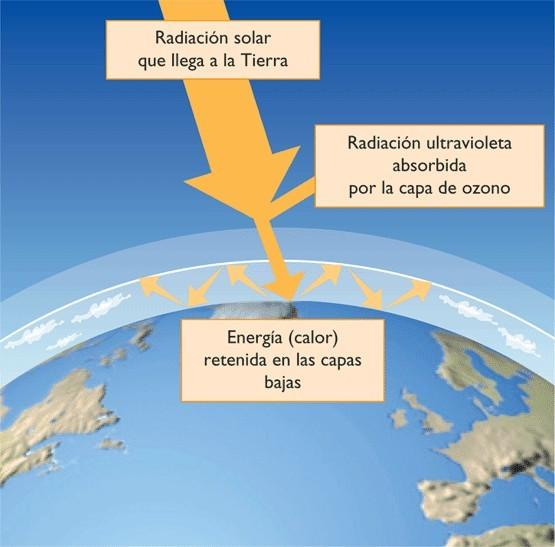 Radiación solar
que llega a la Tierra
Radiación ultravioleta
absorbida
por la capa de ozono
Energía (calor)
retenida en las capas
bajas